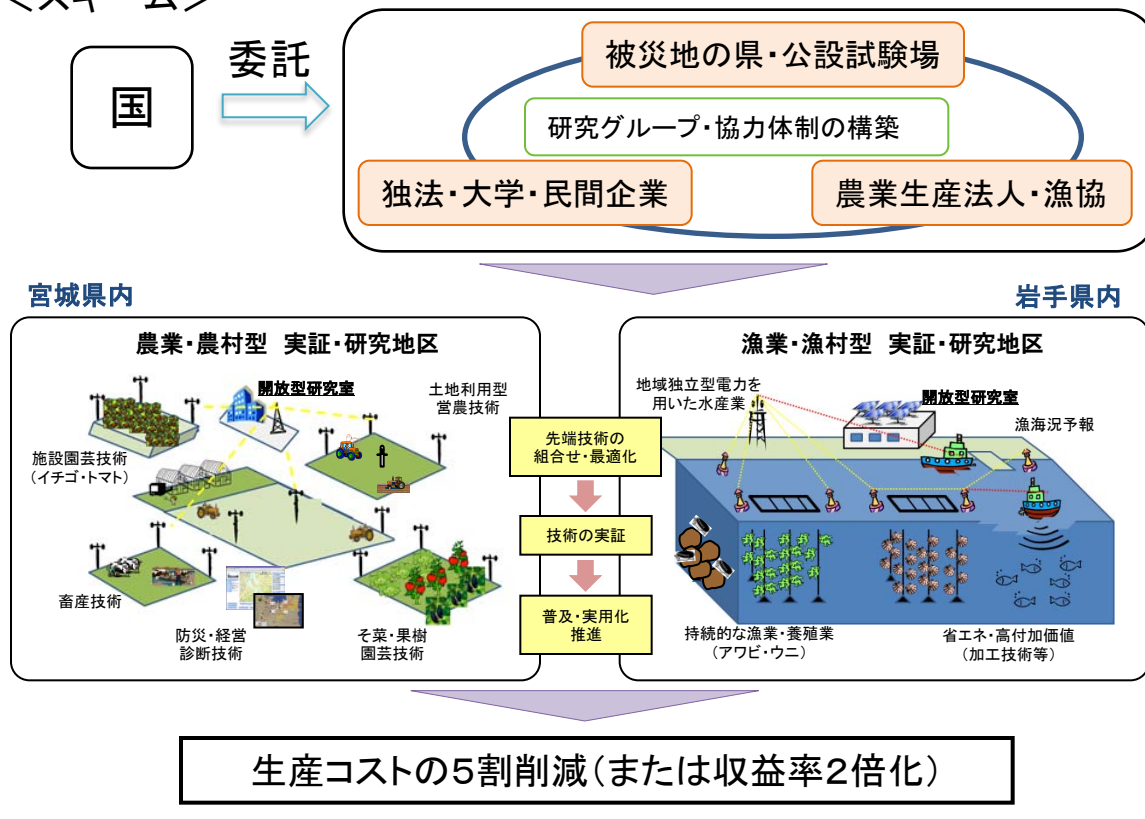 <スキーム>
国
委託
被災地の県・公設試験場
研究グループ・協力体制の構築
独法・大学・民間企業
農業生産法人・漁協
宮城県内
岩手県内
農業・農村型 実証・研究地区
開放型研究室
土地利用型
営農技術
施設園芸技術
(イチゴ・トマト)
畜産技術
防災・経営
診断技術
そ菜・果樹
園芸技術
先端技術の
組合せ・最適化
技術の実証
普及・実用化
推進
漁業・漁村型 実証・研究地区
地域独立型電力を
用いた水産業
開放型研究室
漁海況予報
持続的な漁業・養殖業
(アワビ・ウニ)
省エネ・高付加価値
(加工技術等)
生産コストの5割削減(または収益率2倍化)